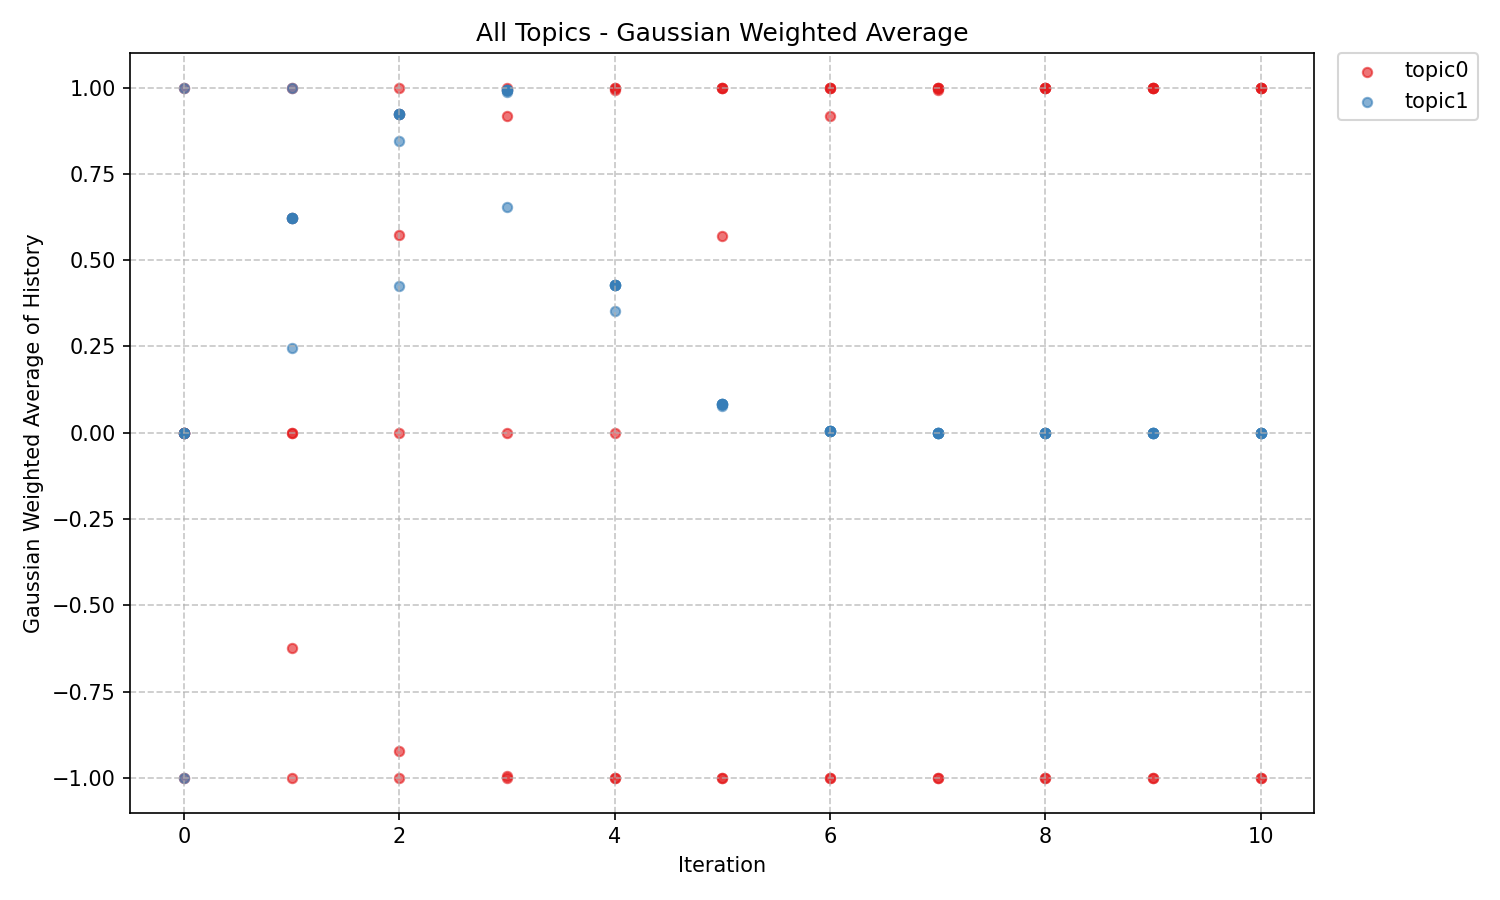 All Topics - Gaussian Weighted Average
topic0
topic1
Gaussian Weighted Average of History
1.00
0.75
0.50
0.25
0.00
−0.25
−0.50
−0.75
−1.00
0 2 4 6 8 10
Iteration